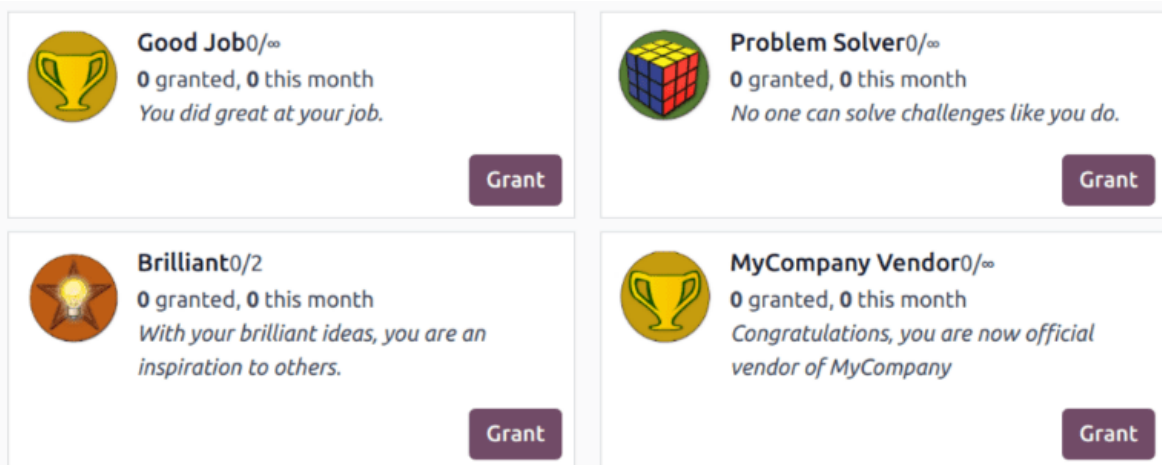 Good Job0/∞
0 granted, 0 this month
You did great at your job.
Grant
Problem Solver0/∞
0 granted, 0 this month
No one can solve challenges like you do.
Grant
Brilliant0/2
0 granted, 0 this month
With your brilliant ideas, you are an
inspiration to others.
Grant
MyCompany Vendor0/∞
0 granted, 0 this month
Congratulations, you are now official
vendor of MyCompany
Grant